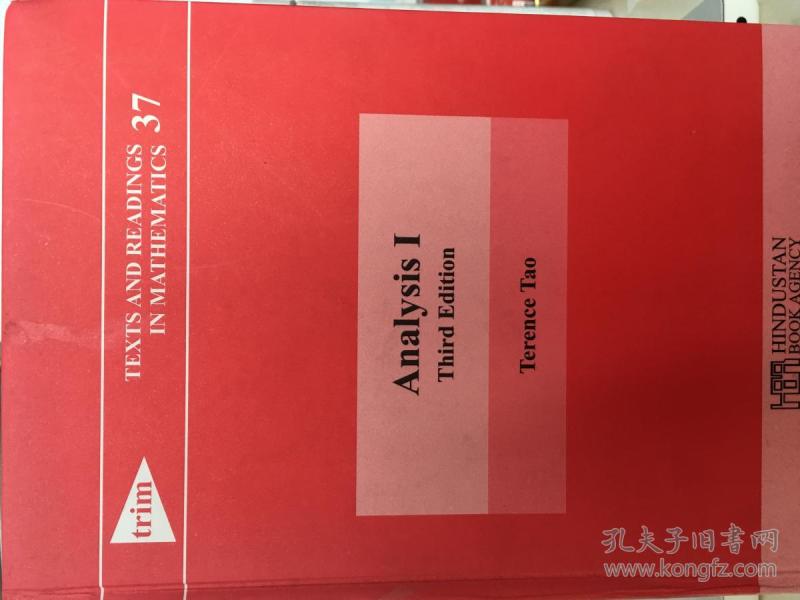 trim
TEXTS AND READINGS
IN MATHEMATICS 37
Analysis I
Third Edition
Terence Tao
HINDUSTAN
BOOK AGENCY
孔夫子旧书网
www.kongfz.com